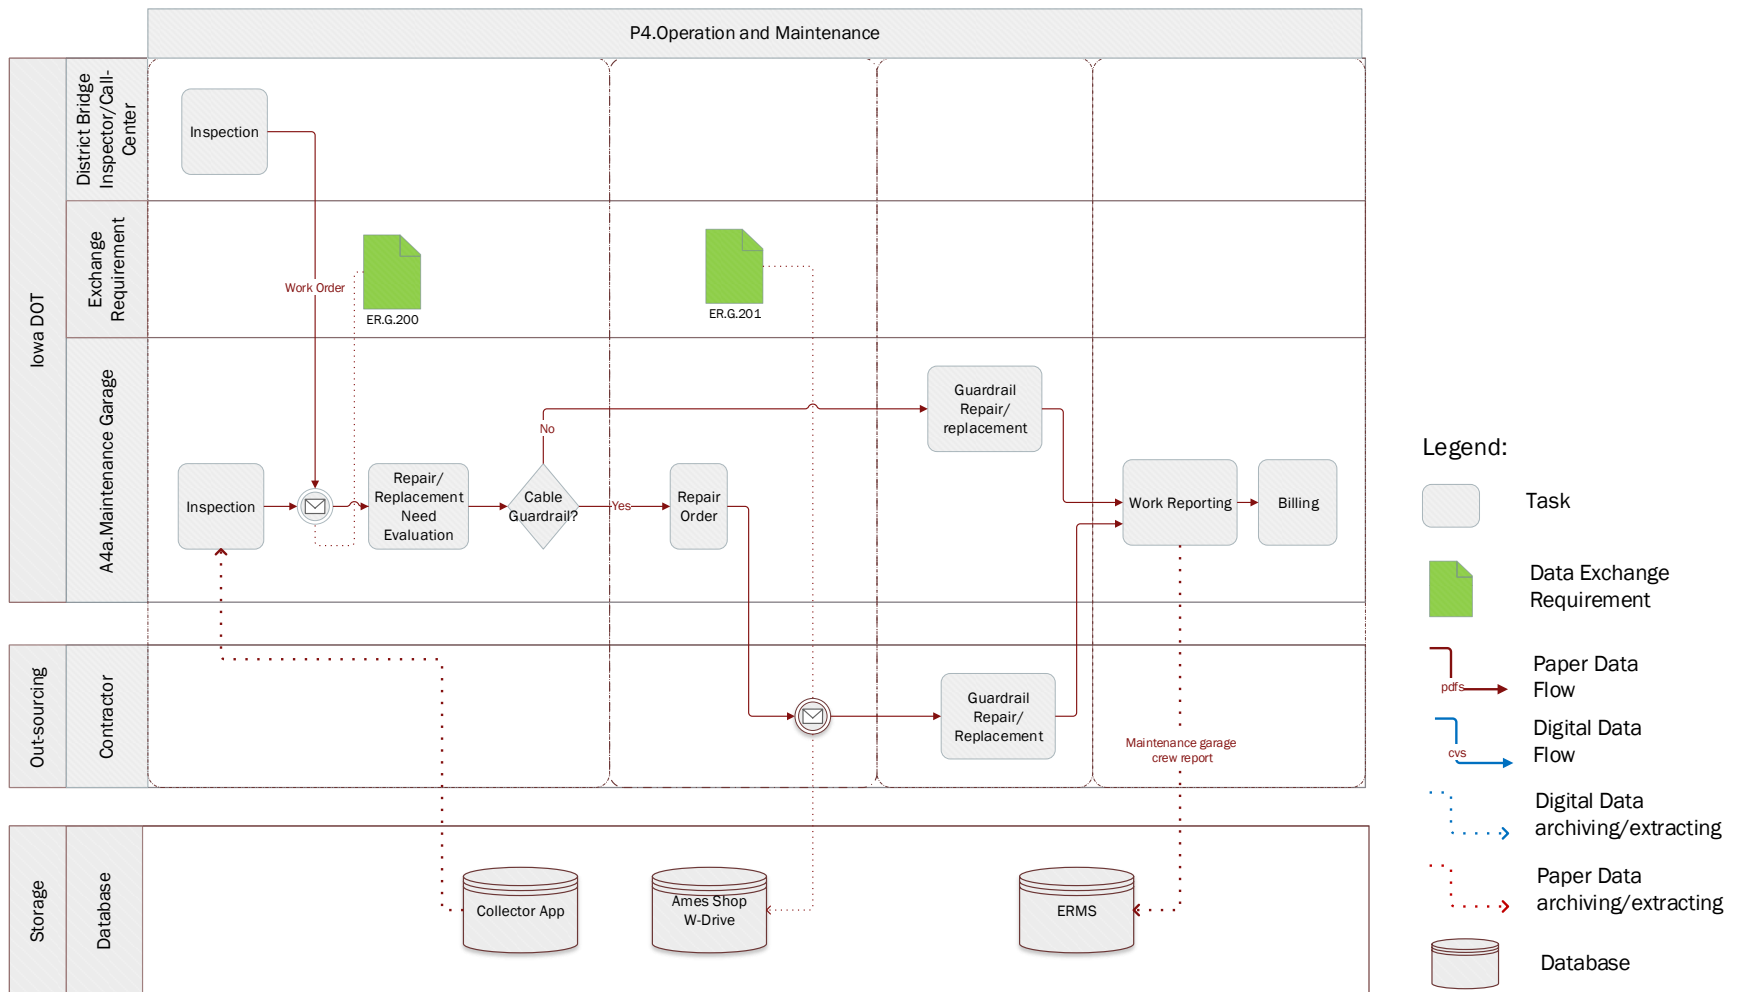 P4.Operation and Maintenance
Iowa DOT
District Bridge
Inspector/Call-
Center
Inspection
Exchange
Requirement
Work Order
ER.G.200
ER.G.201
A4a.Maintenance Garage
Inspection
Repair/
Replacement
Need
Evaluation
Cable
Guardrail?
No
Yes
Repair
Order
Guardrail
Repair/
replacement
Work Reporting
Billing
Out-sourcing
Contractor
Guardrail
Repair/
Replacement
Maintenance garage
crew report
Storage
Database
Collector App
Ames Shop
W-Drive
ERMS
Legend:
Task
Data Exchange
Requirement
pdfs
Paper Data
Flow
cvs
Digital Data
Flow
Digital Data
archiving/extracting
Paper Data
archiving/extracting
Database